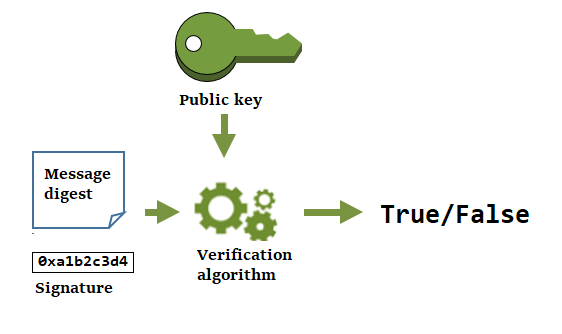 Public key
Message
digest
True/False
Verification
algorithm
0xa1b2c3d4
Signature